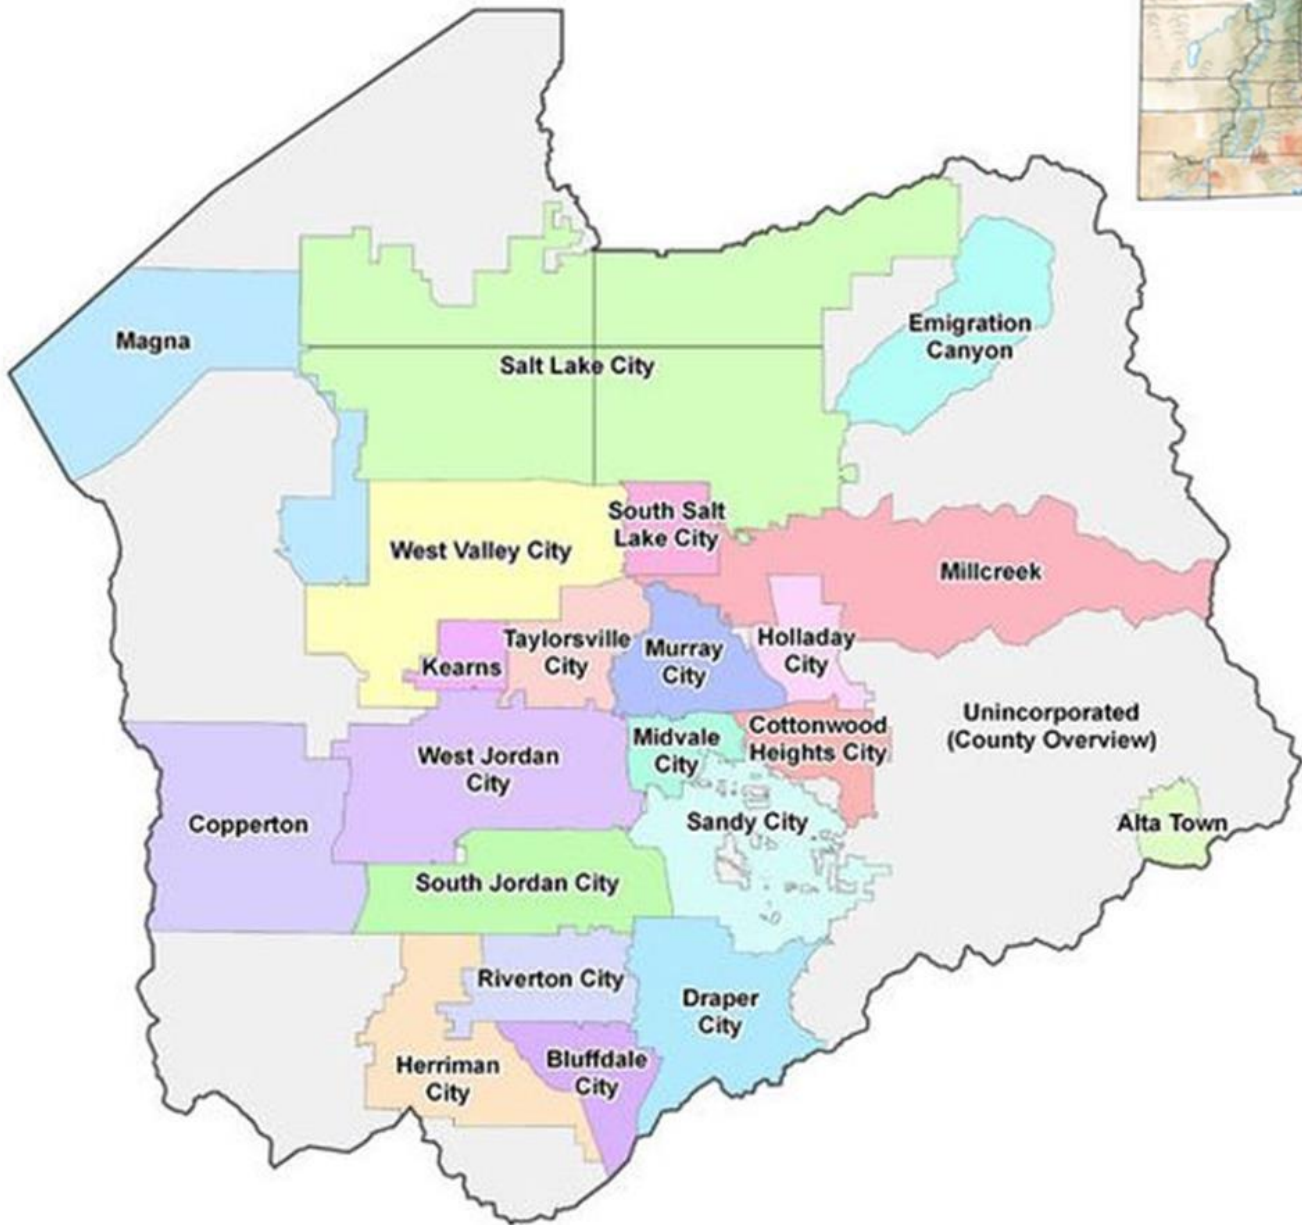 Magna
Emigration
Canyon
Salt Lake City
South Salt
Lake City
West Valley City
Millcreek
Taylorsville
City
Kearns
Murray
City
Holladay
City
Unincorporated
(County Overview)
West Jordan
City
Midvale
City
Cottonwood
Heights City
Copperton
Sandy City
Alta Town
South Jordan City
Riverton City
Draper
City
Herriman
City
Bluffdale
City